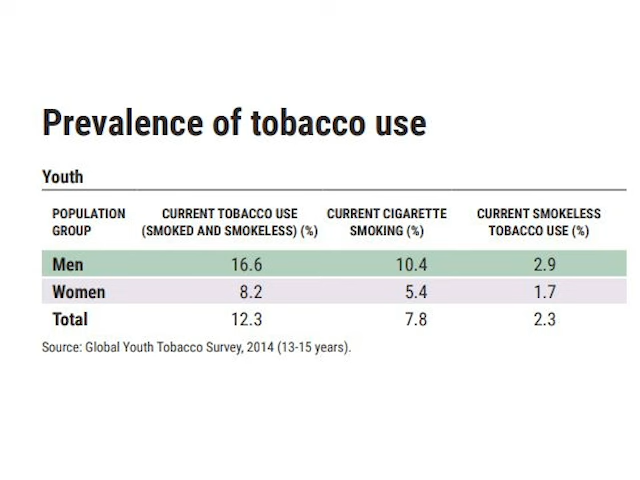 Prevalence of tobacco use
Youth
POPULATION GROUP CURRENT TOBACCO USE (SMOKED AND SMOKELESS) (%) CURRENT CIGARETTE SMOKING (%) CURRENT SMOKELESS TOBACCO USE (%)
Men 16.6 10.4 2.9
Women 8.2 5.4 1.7
Total 12.3 7.8 2.3
Source: Global Youth Tobacco Survey, 2014 (13-15 years).